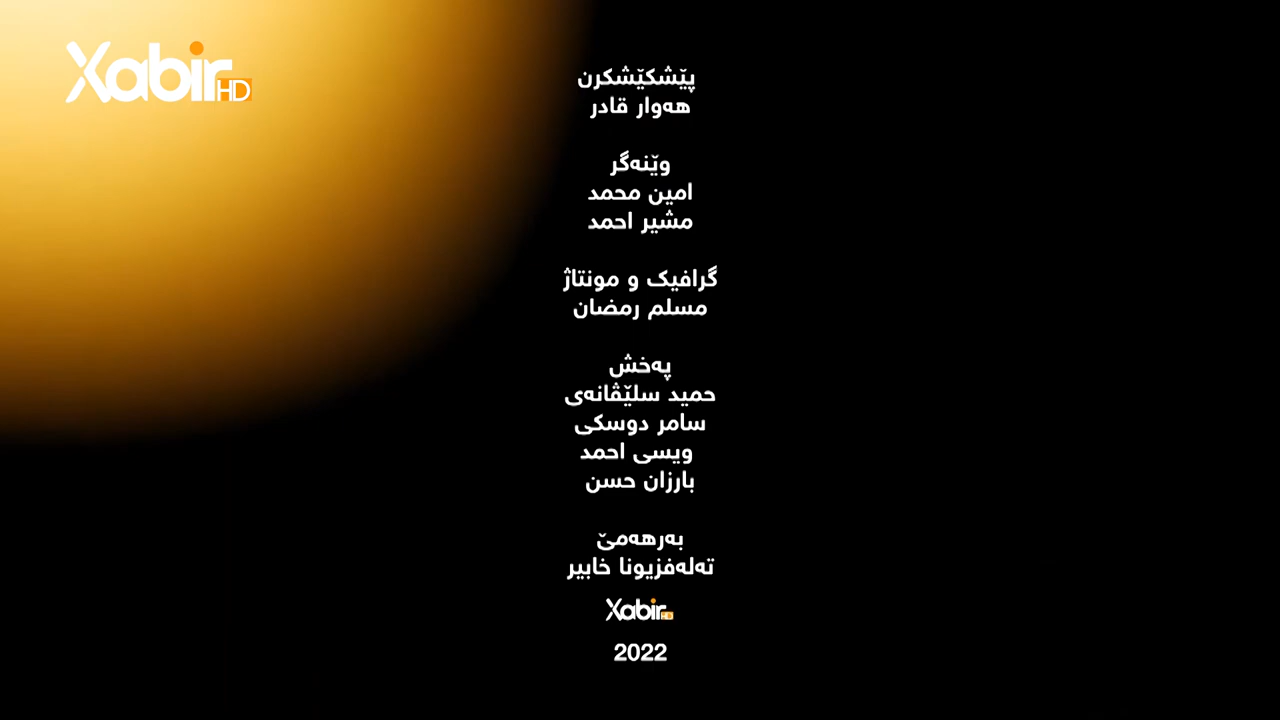 Xabir HD
پێشکێشکرن
هەوار قادر
وێنەگر
امین محمد
مشیر احمد
گرافیک و مونتاژ
مسلم رمضان
پەخش
حمید سلێڤانەی
سامر دوسکی
ویسی احمد
بارزان حسن
بەرهەمێ
تەلەفزیونا خابیر
Xabir HD
2022